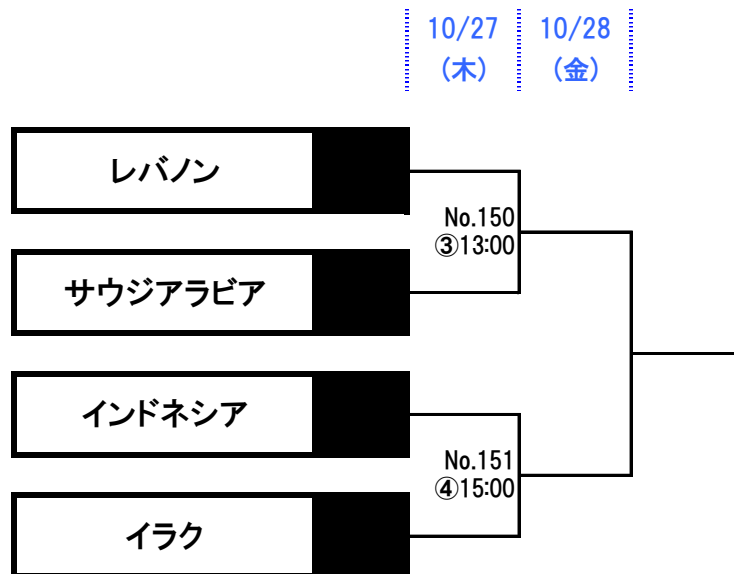 10/27 10/28
(木) (金)
レバノン
No.150
③13:00
サウジアラビア
インドネシア
No.151
④15:00
イラク